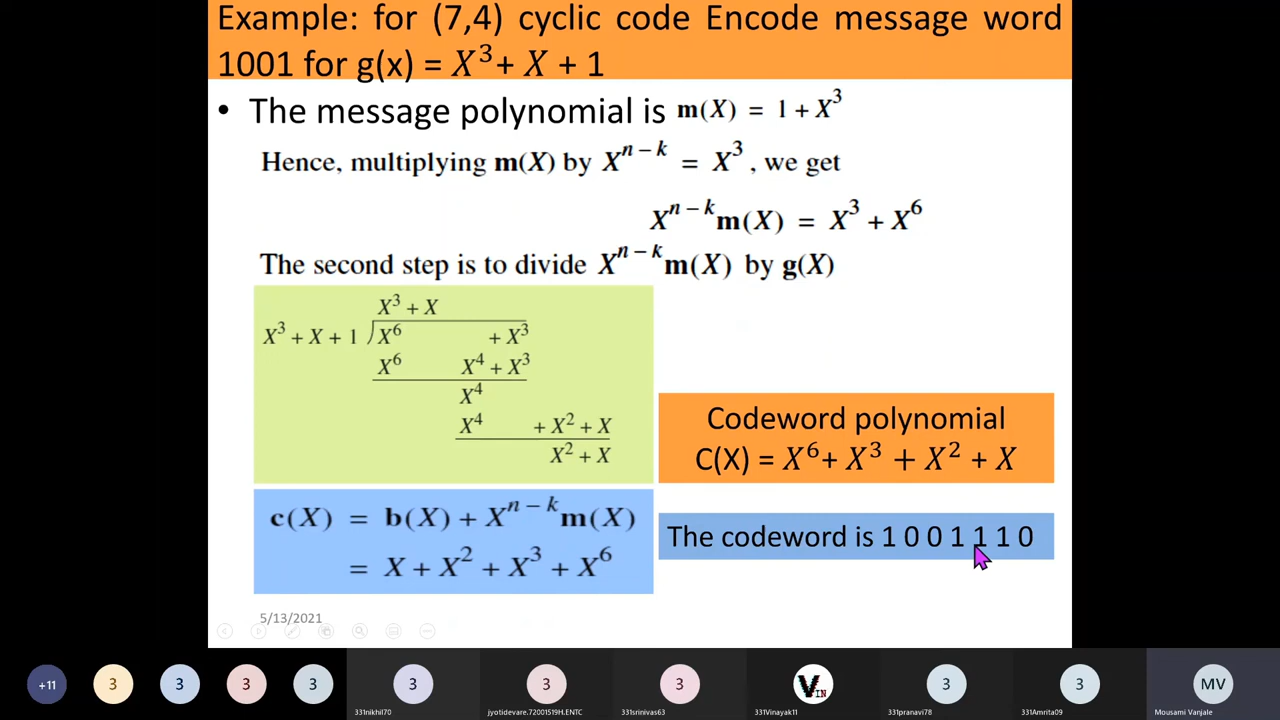 Example: for (7,4) cyclic code Encode message word
1001 for g(x) = X³+ X + 1
• The message polynomial is m(X) = 1 + X³
Hence, multiplying m(X) by Xⁿ⁻ᵏ = X³, we get
Xⁿ⁻ᵏm(X) = X³ + X⁶
The second step is to divide Xⁿ⁻ᵏm(X) by g(X)
X³ + X
X³ + X + 1 X⁶ + X³
X⁶ X⁴ + X³
X⁴
X⁴ + X² + X
X² + X
Codeword polynomial
C(X) = X⁶+ X³ + X² + X
c(X) = b(X) + Xⁿ⁻ᵏm(X)
= X + X² + X³ + X⁶
The codeword is 1 0 0 1 1 1 0
5/13/2021
+11 3 3 3 3 3 3 3 VIN 3 3 MV
331nikhil70 jyotidevare.72001519H.ENTC 331srinivas63 331Vinayak11 331pranavi78 331Amrita09 Mousami Vanjale